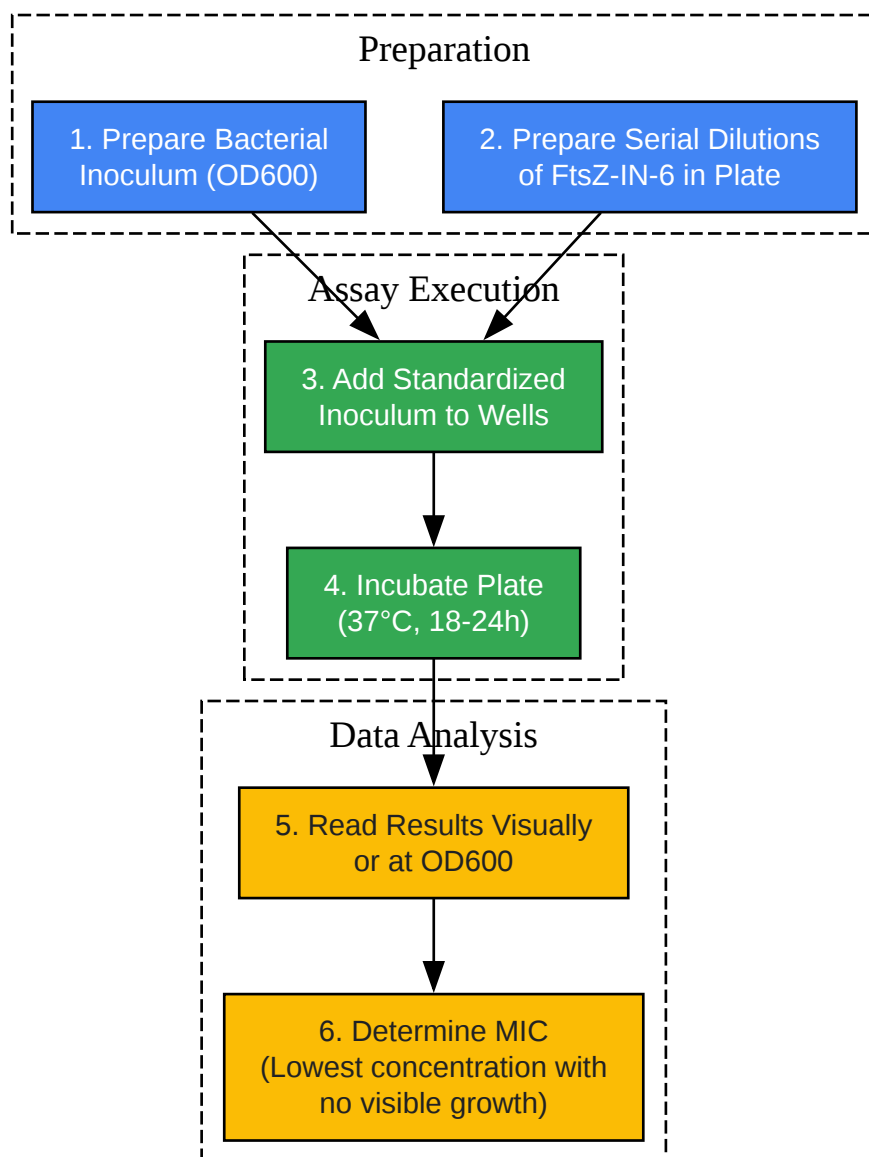 Preparation
1. Prepare Bacterial
Inoculum (OD600)
2. Prepare Serial Dilutions
of FtsZ-IN-6 in Plate
Assay Execution
3. Add Standardized
Inoculum to Wells
4. Incubate Plate
(37°C, 18-24h)
Data Analysis
5. Read Results Visually
or at OD600
6. Determine MIC
(Lowest concentration with
no visible growth)